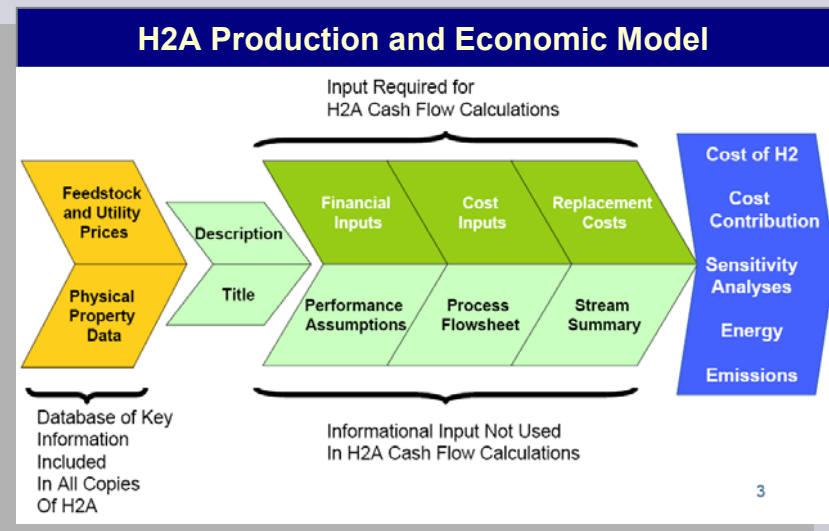 H2A Production and Economic Model
Input Required for
H2A Cash Flow Calculations
Feedstock
and Utility
Prices
Physical
Property
Data
Description
Title
Financial
Inputs
Cost
Inputs
Replacement
Costs
Performance
Assumptions
Process
Flowsheet
Stream
Summary
Cost of H2
Cost
Contribution
Sensitivity
Analyses
Energy
Emissions
Database of Key
Information
Included
In All Copies
Of H2A
Informational Input Not Used
In H2A Cash Flow Calculations
3